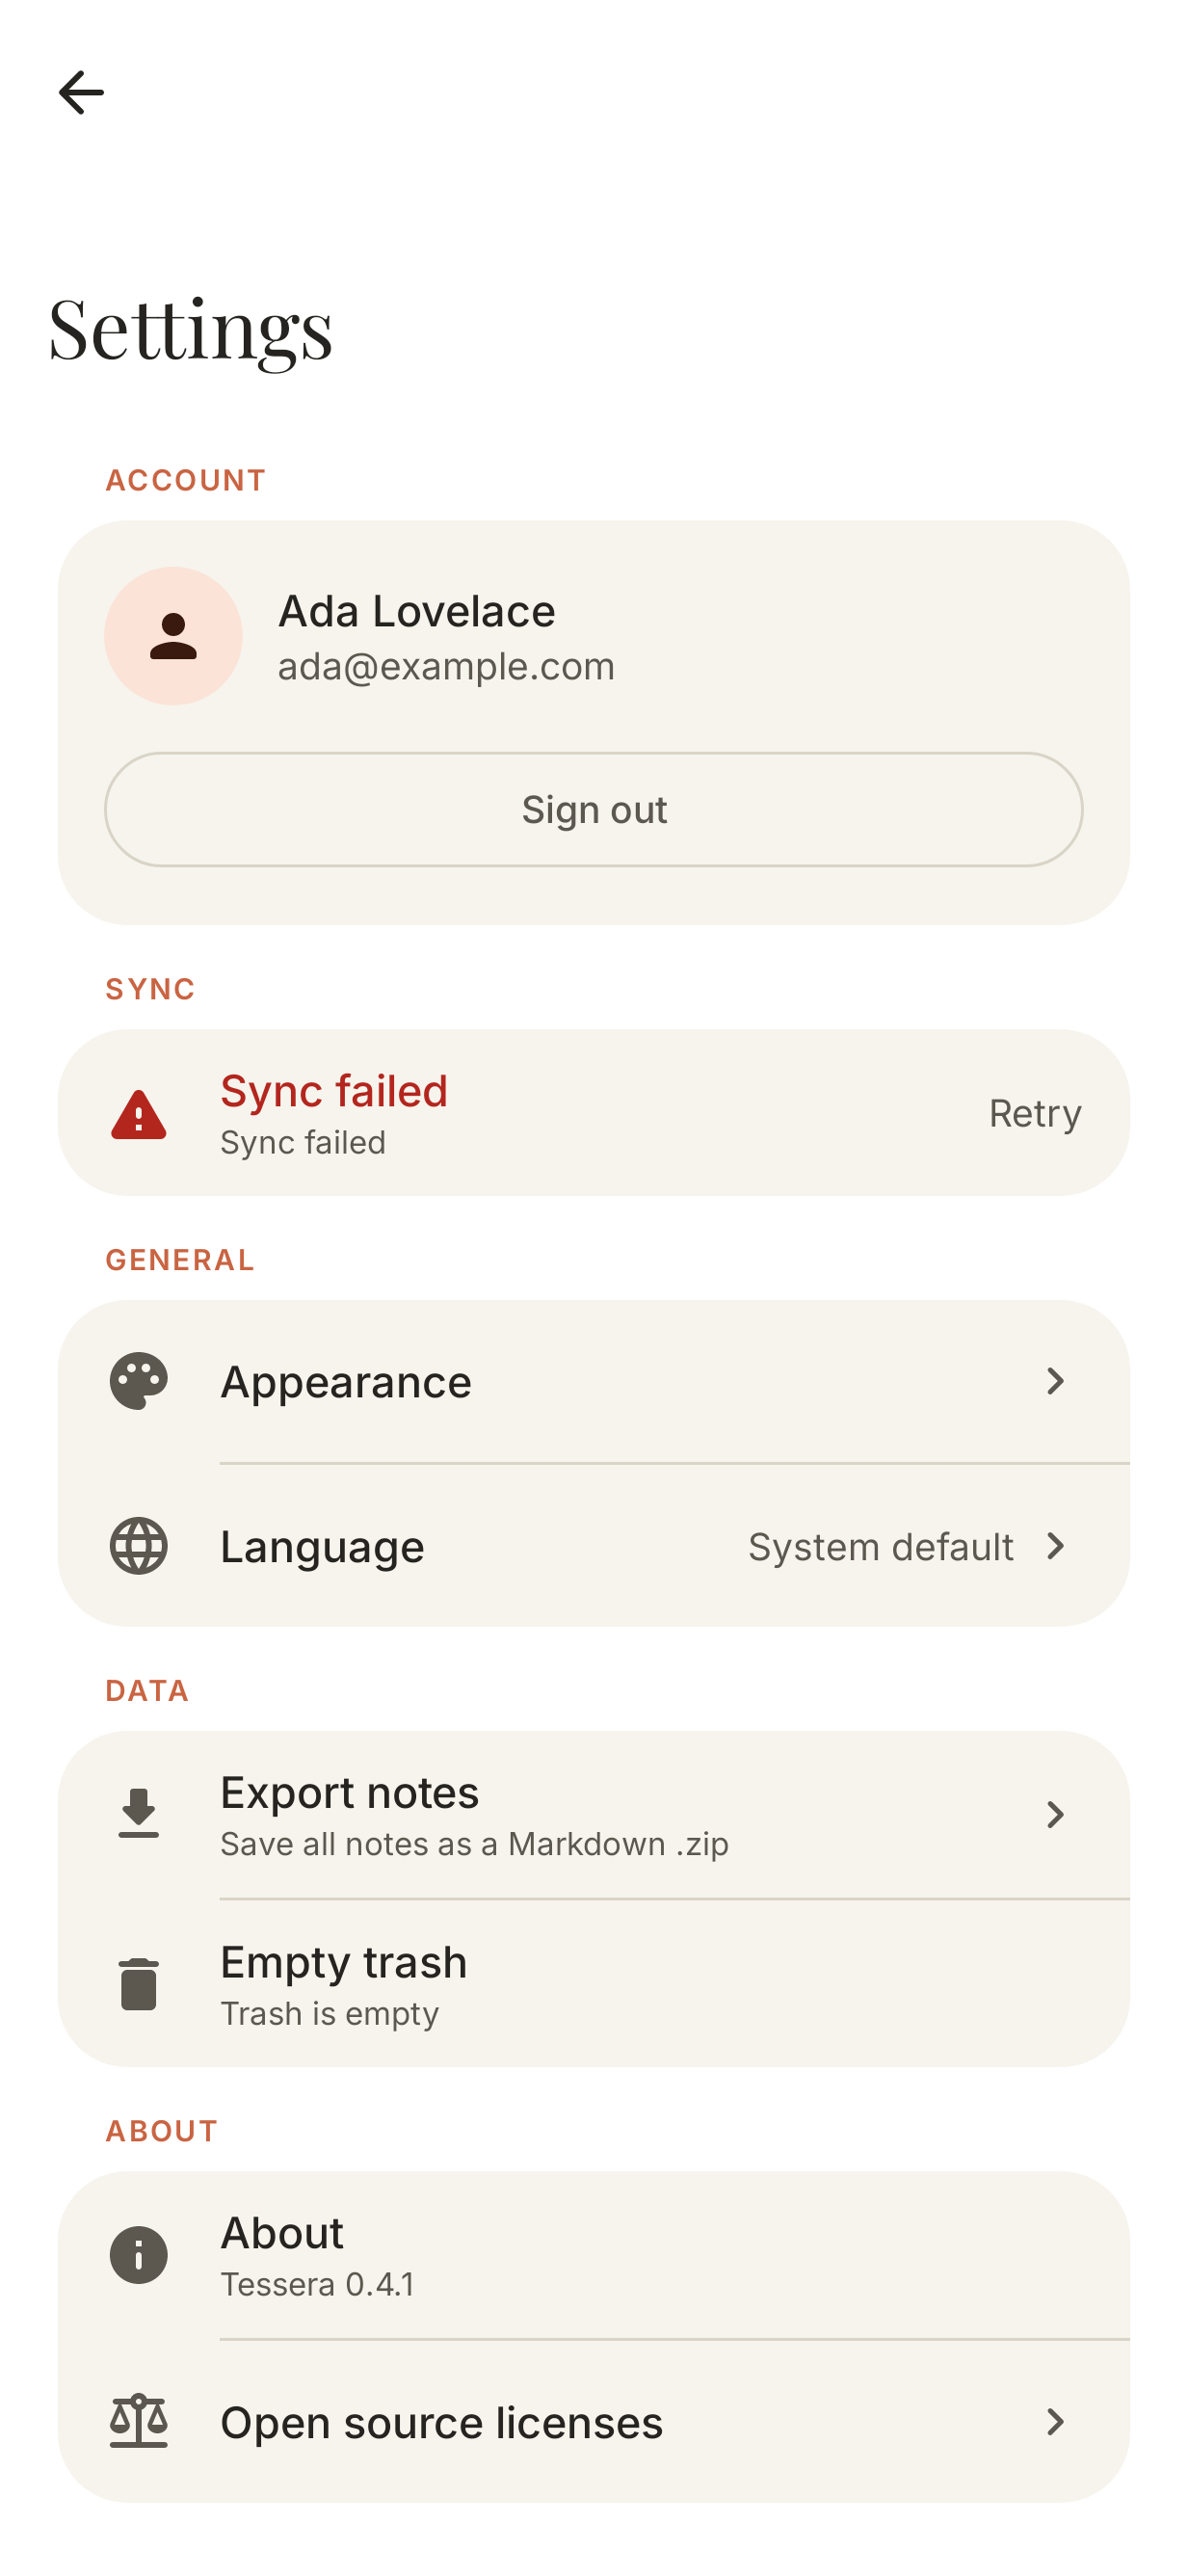 Settings
ACCOUNT
Ada Lovelace
ada@example.com
Sign out
SYNC
Sync failed
Sync failed
Retry
GENERAL
Appearance
Language
System default
DATA
Export notes
Save all notes as a Markdown .zip
Empty trash
Trash is empty
ABOUT
About
Tessera 0.4.1
Open source licenses